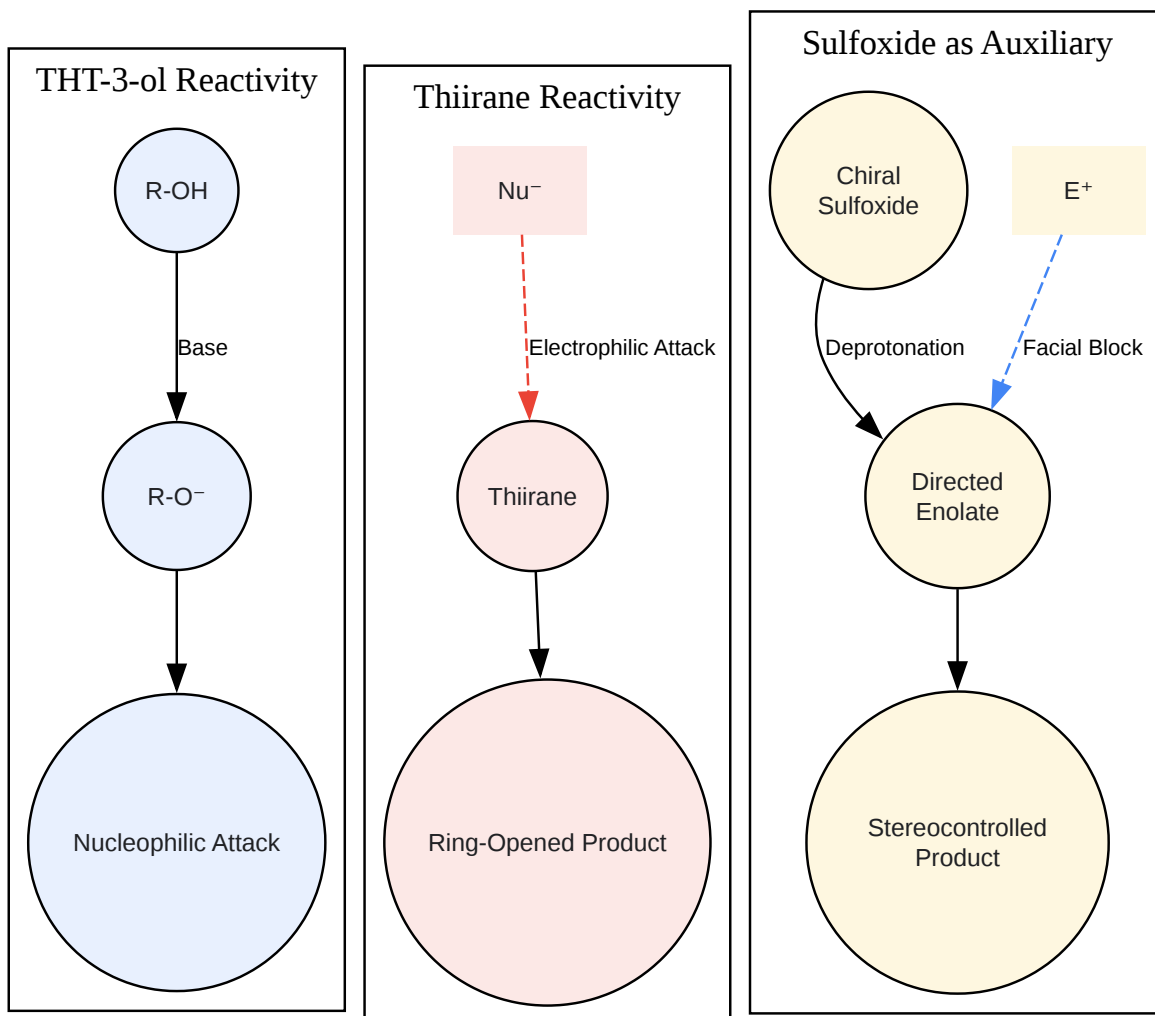 THT-3-ol Reactivity
R-OH
Base
R-O⁻
Nucleophilic Attack
Thiirane Reactivity
Nu⁻
Electrophilic Attack
Thiirane
Ring-Opened Product
Sulfoxide as Auxiliary
Chiral
Sulfoxide
E⁺
Deprotonation
Facial Block
Directed
Enolate
Stereocontrolled
Product